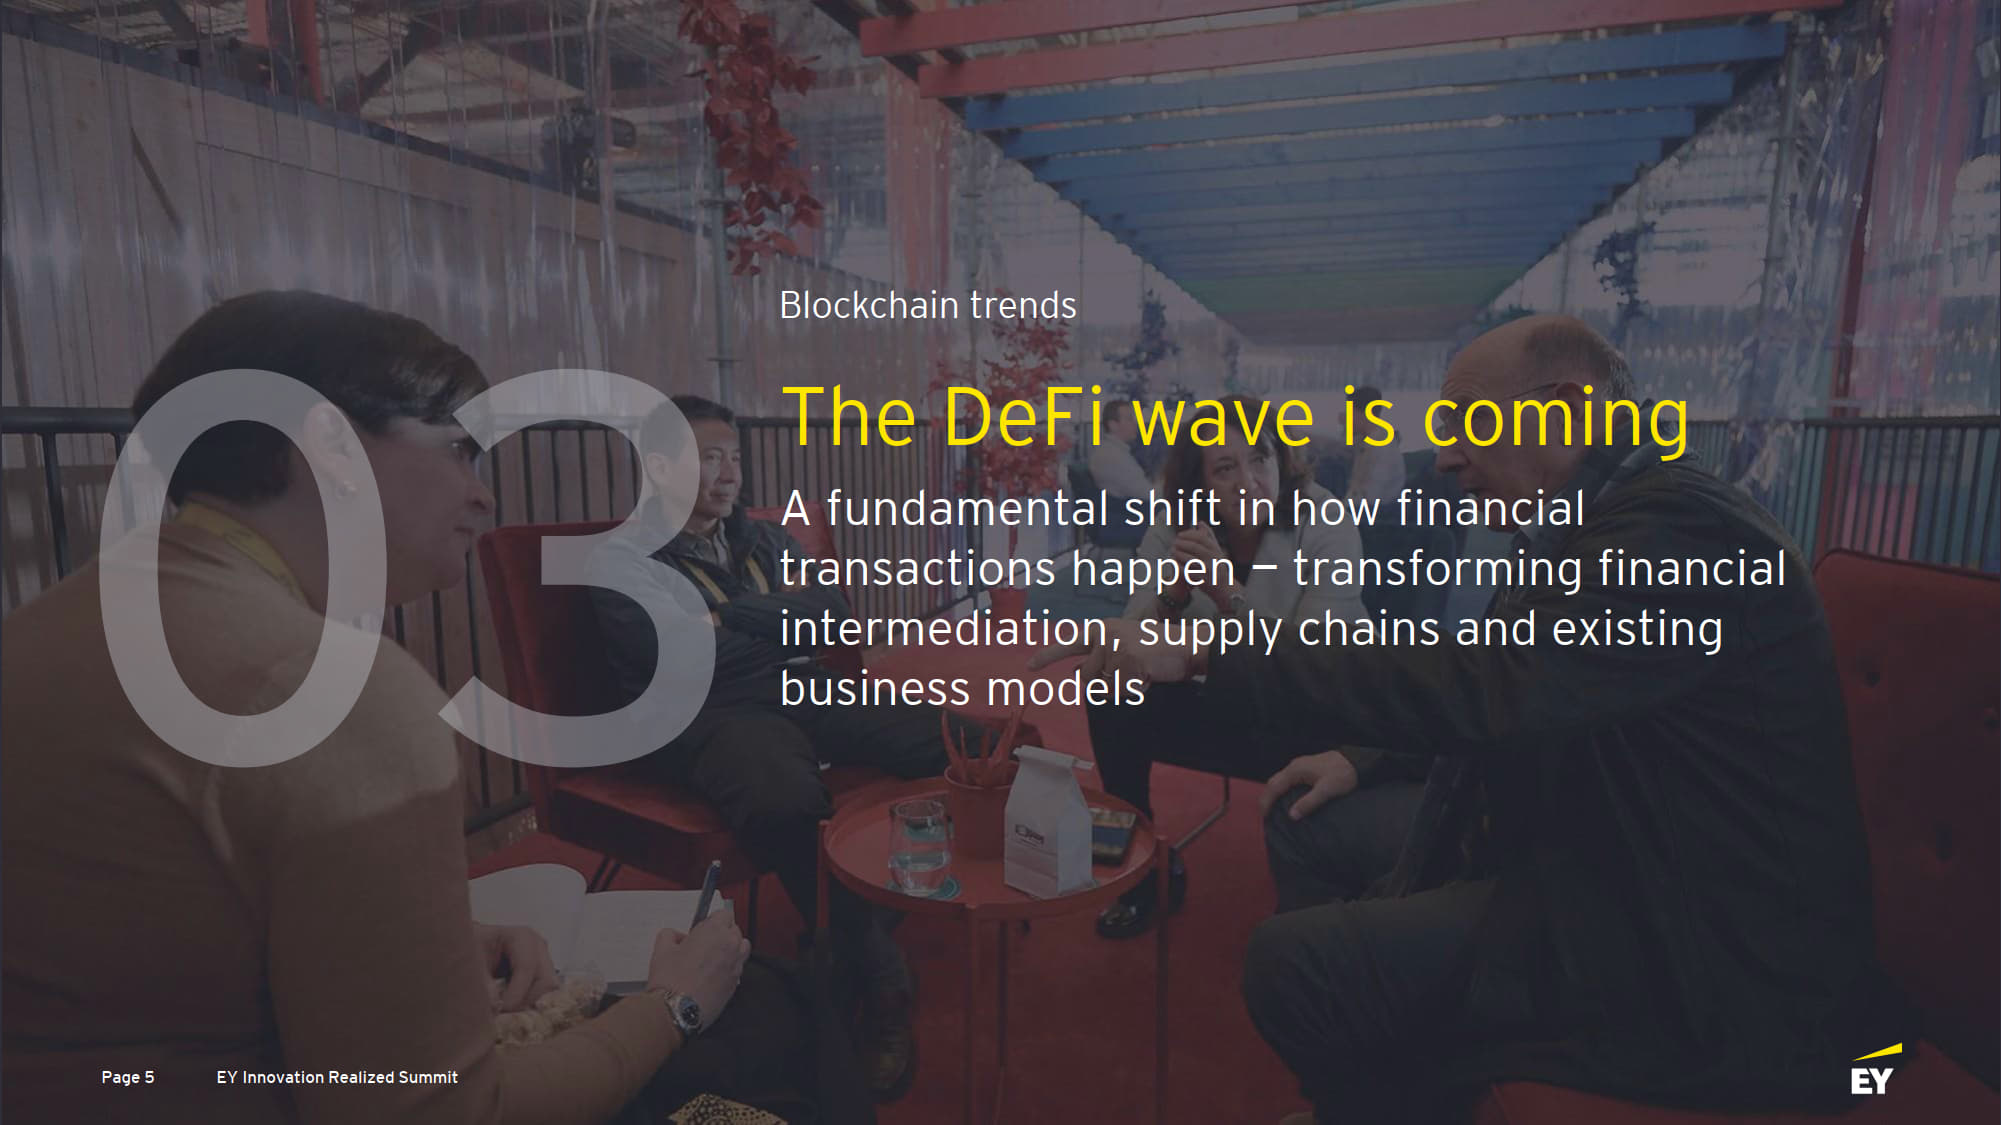 03
Blockchain trends
The DeFi wave is coming
A fundamental shift in how financial
transactions happen – transforming financial
intermediation, supply chains and existing
business models
Page 5
EY Innovation Realized Summit
EY